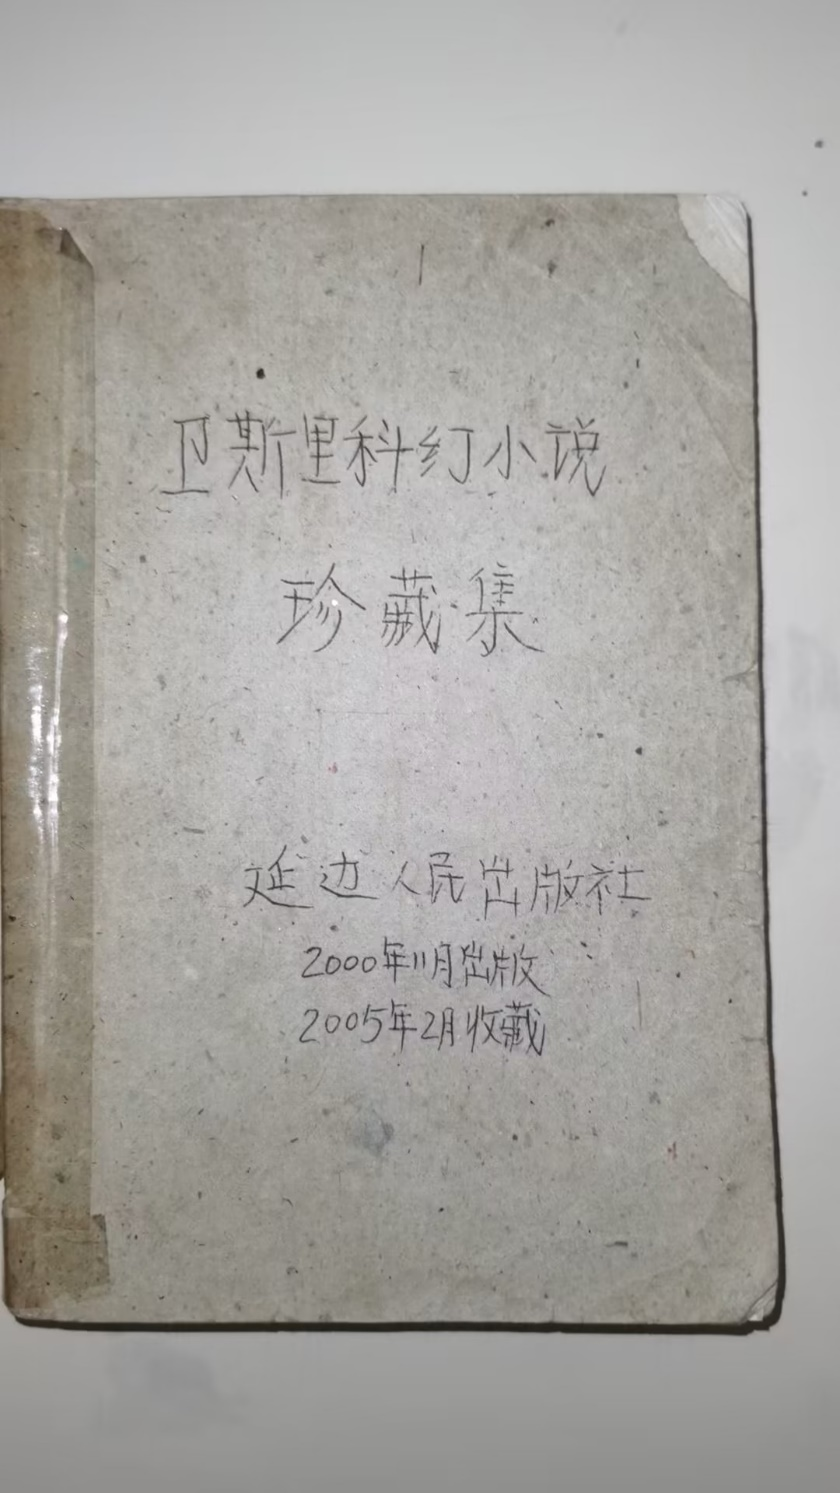 卫斯里科幻小说
珍藏集
延边人民出版社
2000年11月出版
2005年2月收藏